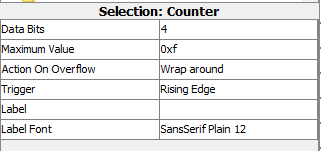 Selection: Counter
Data Bits 4
Maximum Value 0xf
Action On Overflow Wrap around
Trigger Rising Edge
Label
Label Font SansSerif Plain 12